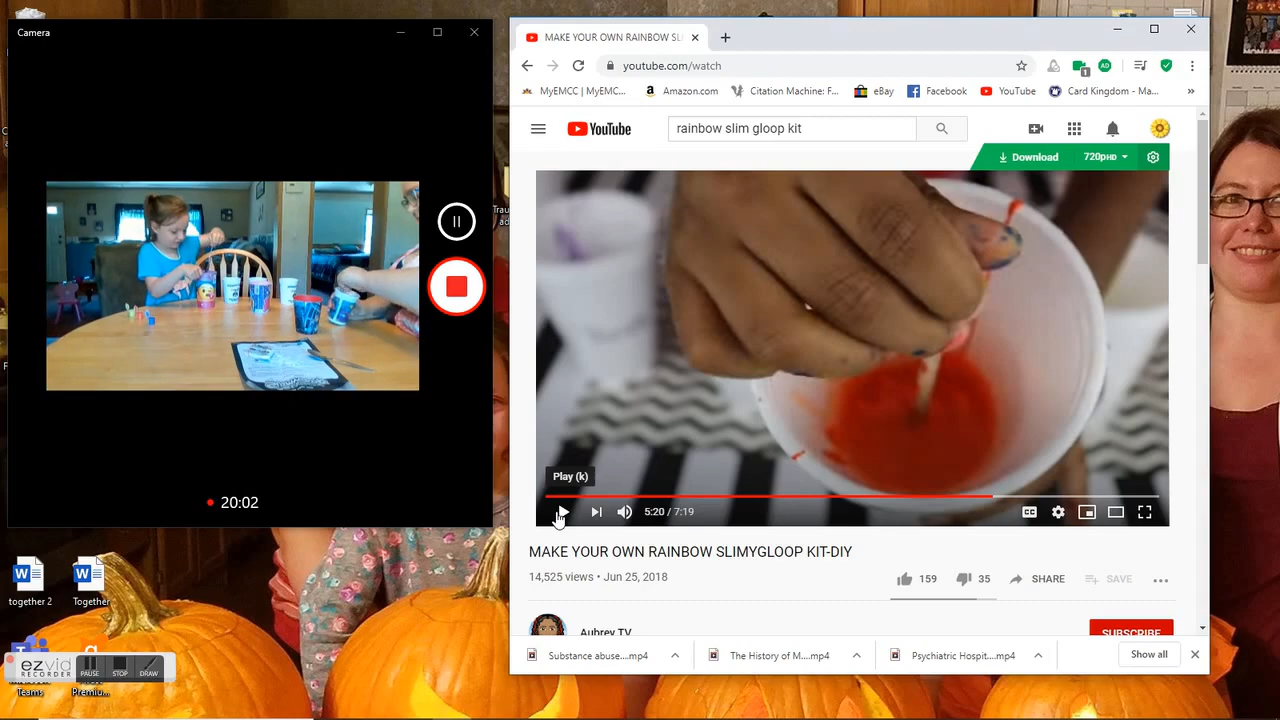 Camera
20:02
together 2
Together
Teams
Premiu...
ezvid
RECORDER
PAUSE
STOP
DRAW
MAKE YOUR OWN RAINBOW SLI
youtube.com/watch
MyEMCC | MyEMC...
Amazon.com
Citation Machine: F...
eBay
Facebook
YouTube
Card Kingdom - Ma...
»
YouTube
rainbow slim gloop kit
Download
720PHD
Play (k)
5:20 / 7:19
MAKE YOUR OWN RAINBOW SLIMYGLOOP KIT-DIY
14,525 views • Jun 25, 2018
159
35
SHARE
SAVE
Aubrey TV
SUBSCRIBE
Substance abuse....mp4
The History of M....mp4
Psychiatric Hospit....mp4
Show all